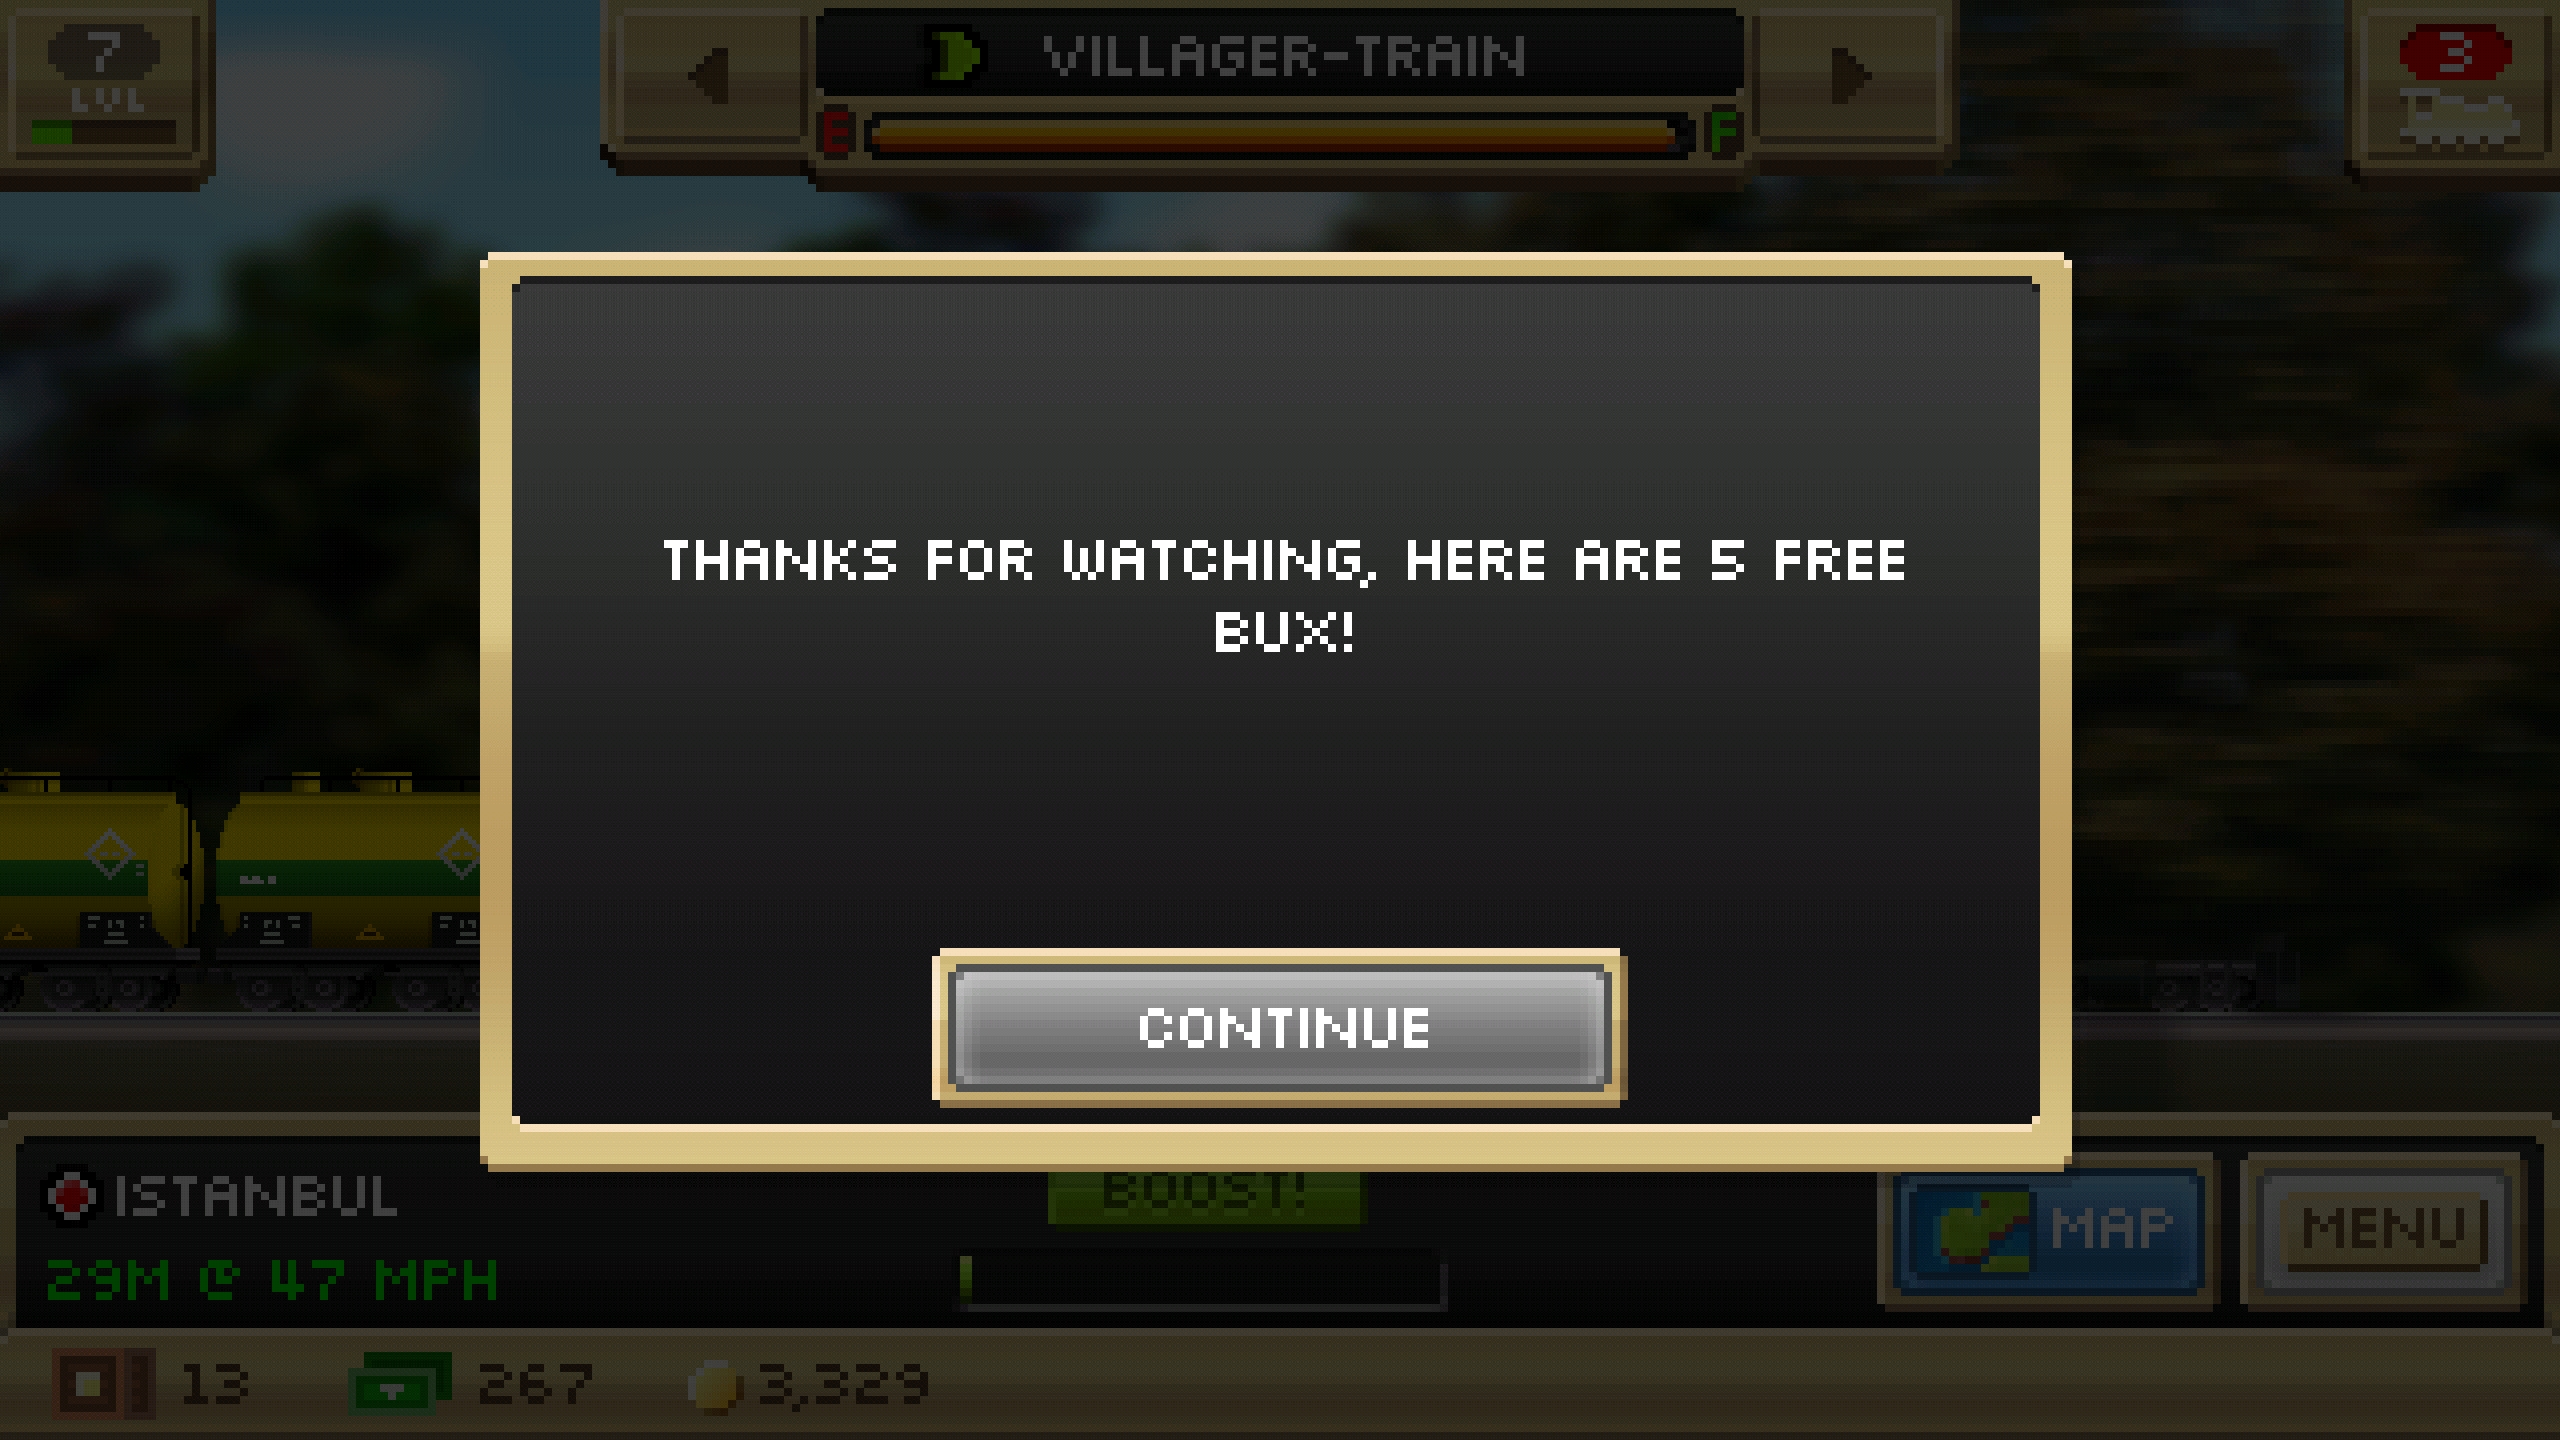 7
LVL
VILLAGER-TRAIN
E
F
3
THANKS FOR WATCHING, HERE ARE 5 FREE
BUX!
CONTINUE
ISTANBUL
29M @ 47 MPH
BOOST!
MAP
MENU
13
267
3,329